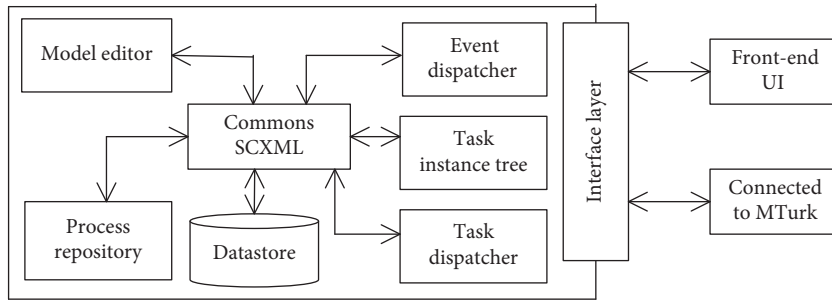 Model editor
Event
dispatcher
Commons
SCXML
Task
instance tree
Process
repository
Datastore
Task
dispatcher
Interface layer
Front-end
UI
Connected
to MTurk